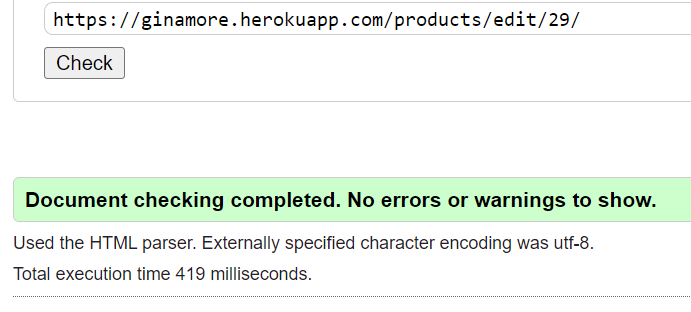 https://ginamore.herokuapp.com/products/edit/29/
Check
Document checking completed. No errors or warnings to show.
Used the HTML parser. Externally specified character encoding was utf-8.
Total execution time 419 milliseconds.